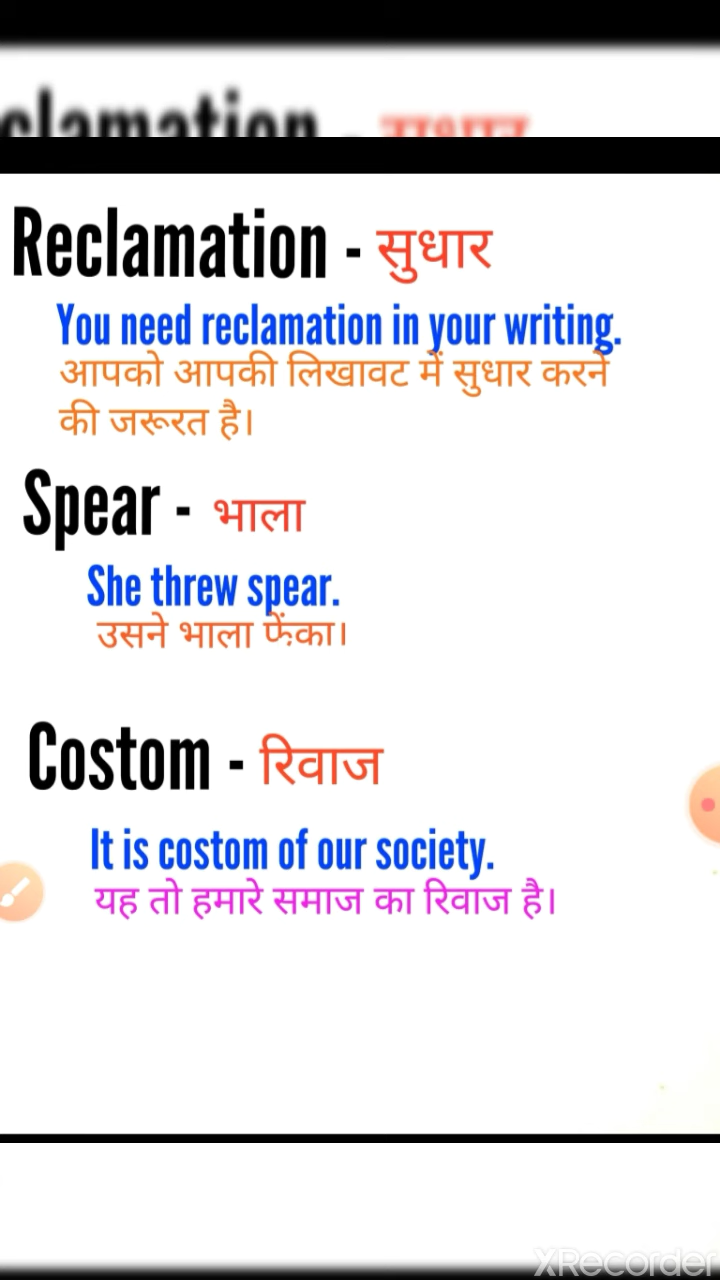 clamation - सुधार
Reclamation - सुधार
You need reclamation in your writing.
आपको आपकी लिखावट में सुधार करने
की जरूरत है।
Spear - भाला
She threw spear.
उसने भाला फेंका।
Costom - रिवाज
It is costom of our society.
यह तो हमारे समाज का रिवाज है।
XRecorder